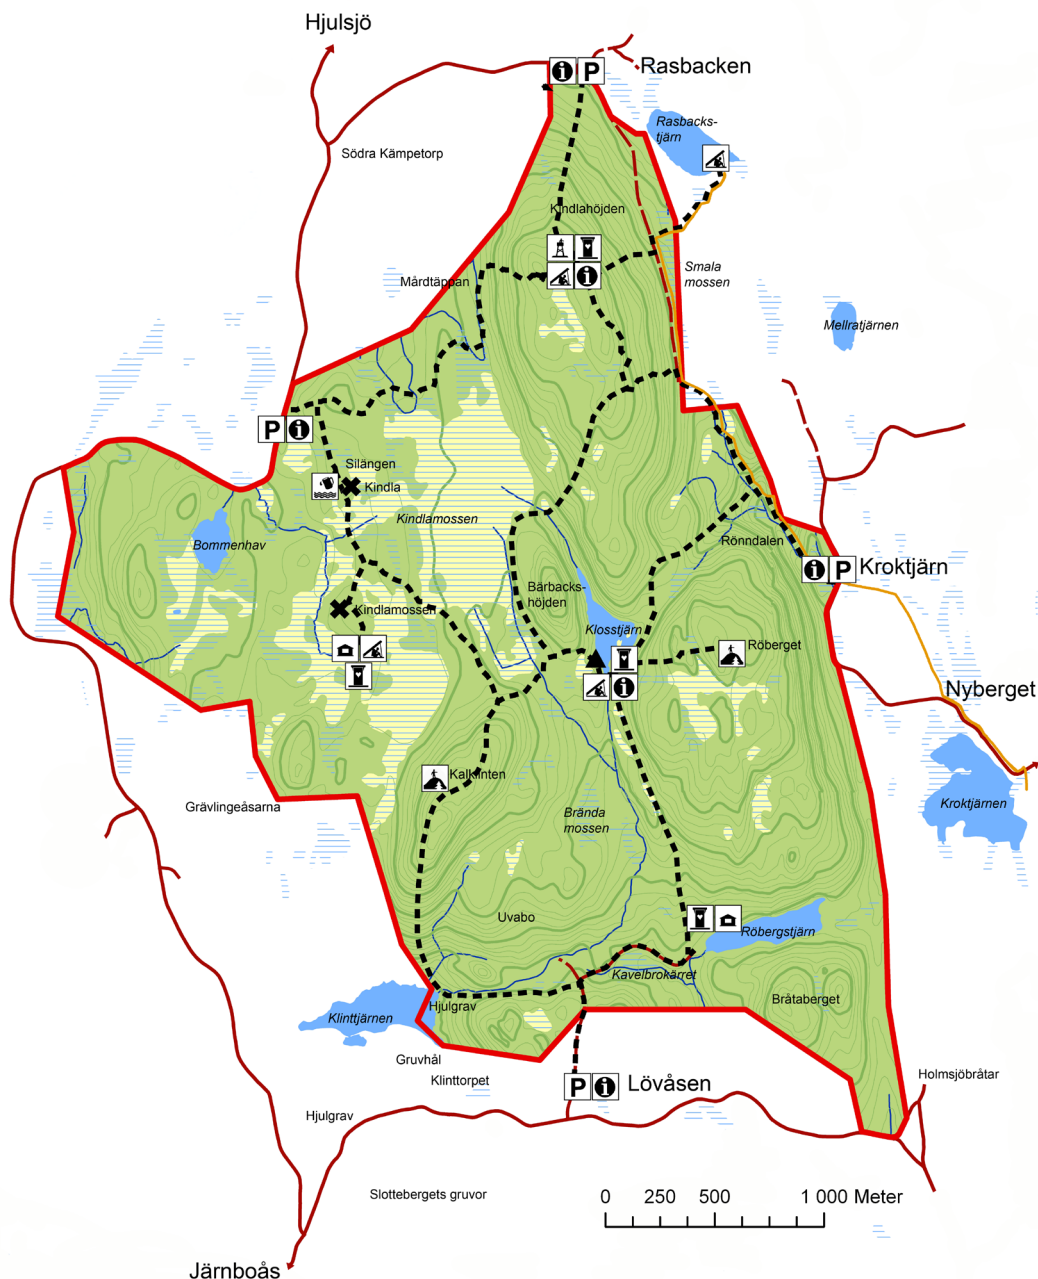 Hjulsjö
P
Rasbacken
Rasbacks-
tjärn
Södra Kämpetorp
Kindlahöjden
Smala
mossen
Mårdtäppan
Mellratjärnen
P
Silängen
Kindla
Kindlamossen
Bommenhav
Rönndalen
P
Kroktjärn
Bärbacks-
höjden
Kindlamossen
Klosstjärn
Röberget
Nyberget
Kalklinten
Kroktjärnen
Grävlingeåsarna
Brända
mossen
Uvabo
Röbergstjärn
Kavelbrokärret
Bråtaberget
Hjulgrav
Klinttjärnen
Gruvhål
Klinttorpet
P
Lövåsen
Holmsjöbråtar
Hjulgrav
Slottebergets gruvor
0 250 500 1 000 Meter
Järnboås